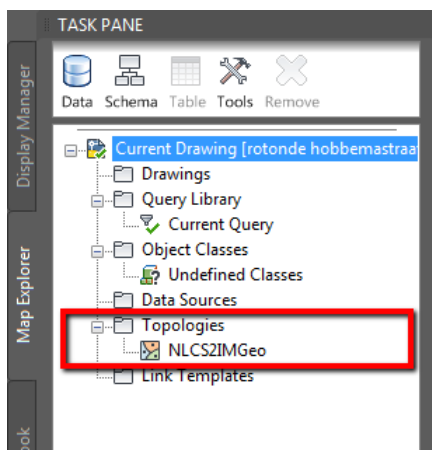 TASK PANE
Data Schema Table Tools Remove
Display Manager
Map Explorer
ook
Current Drawing [rotonde hobbemastraat
Drawings
Query Library
Current Query
Object Classes
Undefined Classes
Data Sources
Topologies
NLCS2IMGeo
Link Templates